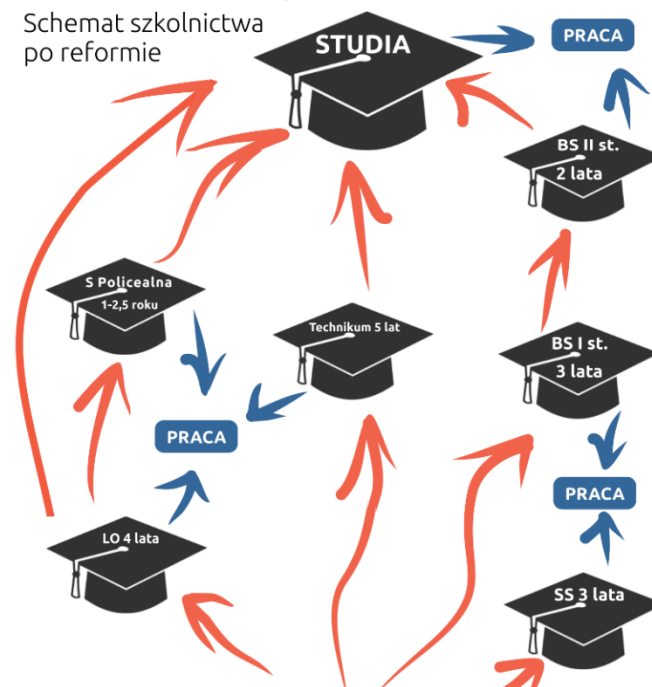 Schemat szkolnictwa
po reformie
STUDIA
PRACA
BS II st.
2 lata
S Policealna
1-2,5 roku
Technikum 5 lat
BS I st.
3 lata
PRACA
PRACA
LO 4 lata
SS 3 lata